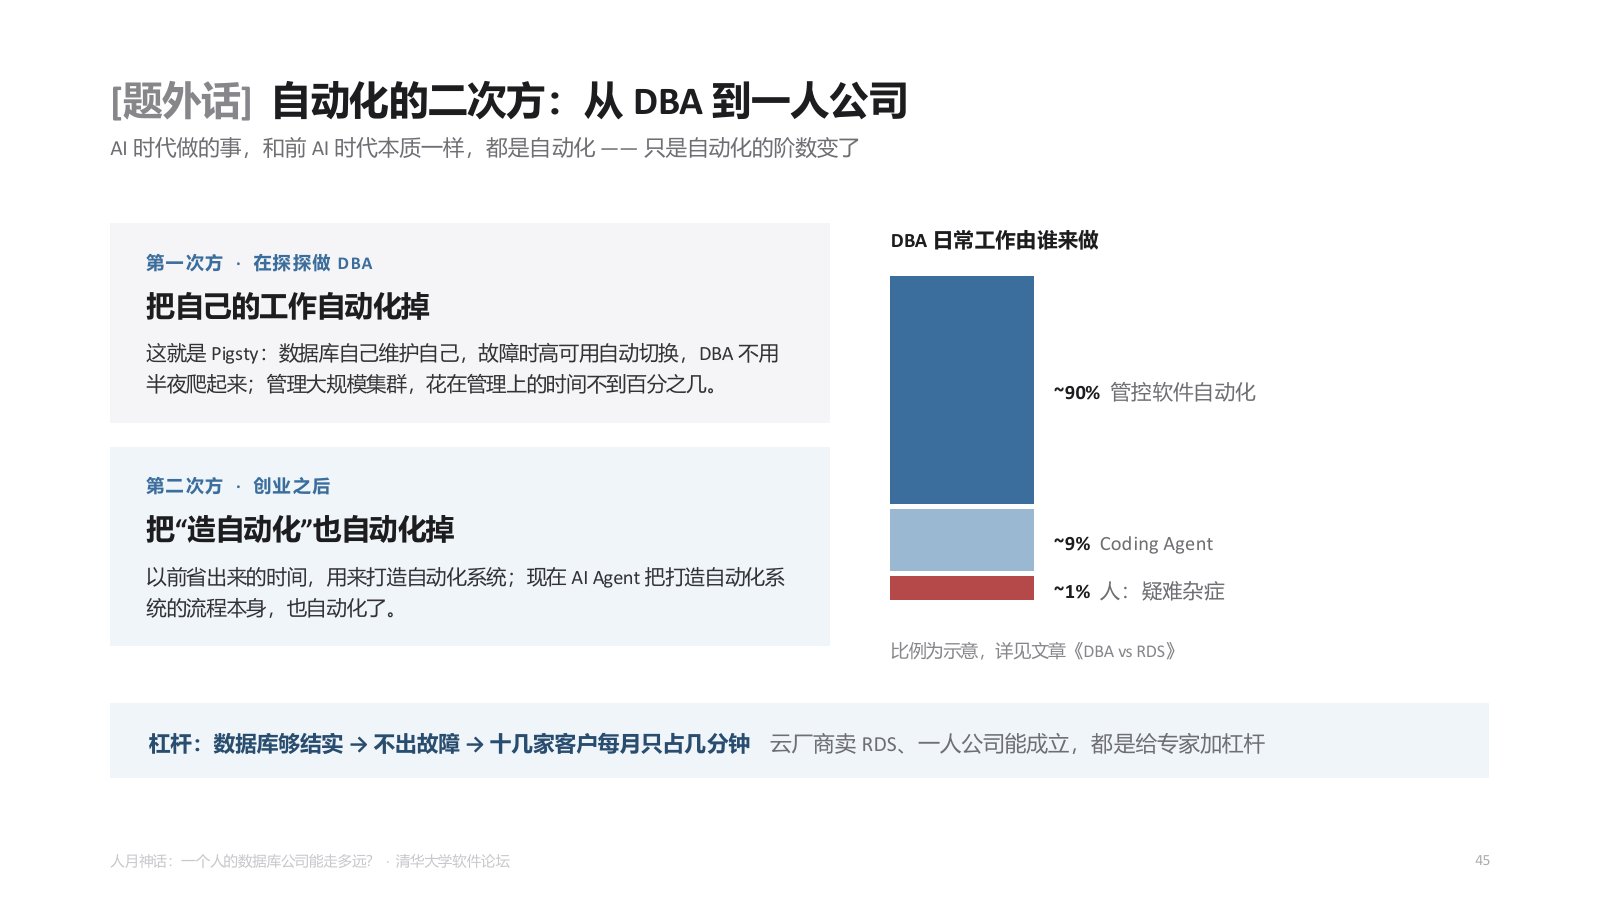 [题外话] 自动化的二次方：从 DBA 到一人公司
AI 时代做的事，和前 AI 时代本质一样，都是自动化 —— 只是自动化的阶数变了
第一次方 · 在探探做 DBA
把自己的工作自动化掉
这就是 Pigsty：数据库自己维护自己，故障时高可用自动切换，DBA 不用
半夜爬起来；管理大规模集群，花在管理上的时间不到百分之几。
第二次方 · 创业之后
把“造自动化”也自动化掉
以前省出来的时间，用来打造自动化系统；现在 AI Agent 把打造自动化系
统的流程本身，也自动化了。
DBA 日常工作由谁来做
~90% 管控软件自动化
~9% Coding Agent
~1% 人：疑难杂症
比例为示意，详见文章《DBA vs RDS》
杠杆：数据库够结实 → 不出故障 → 十几家客户每月只占几分钟 云厂商卖 RDS、一人公司能成立，都是给专家加杠杆
人月神话：一个人的数据库公司能走多远？ · 清华大学软件论坛
45